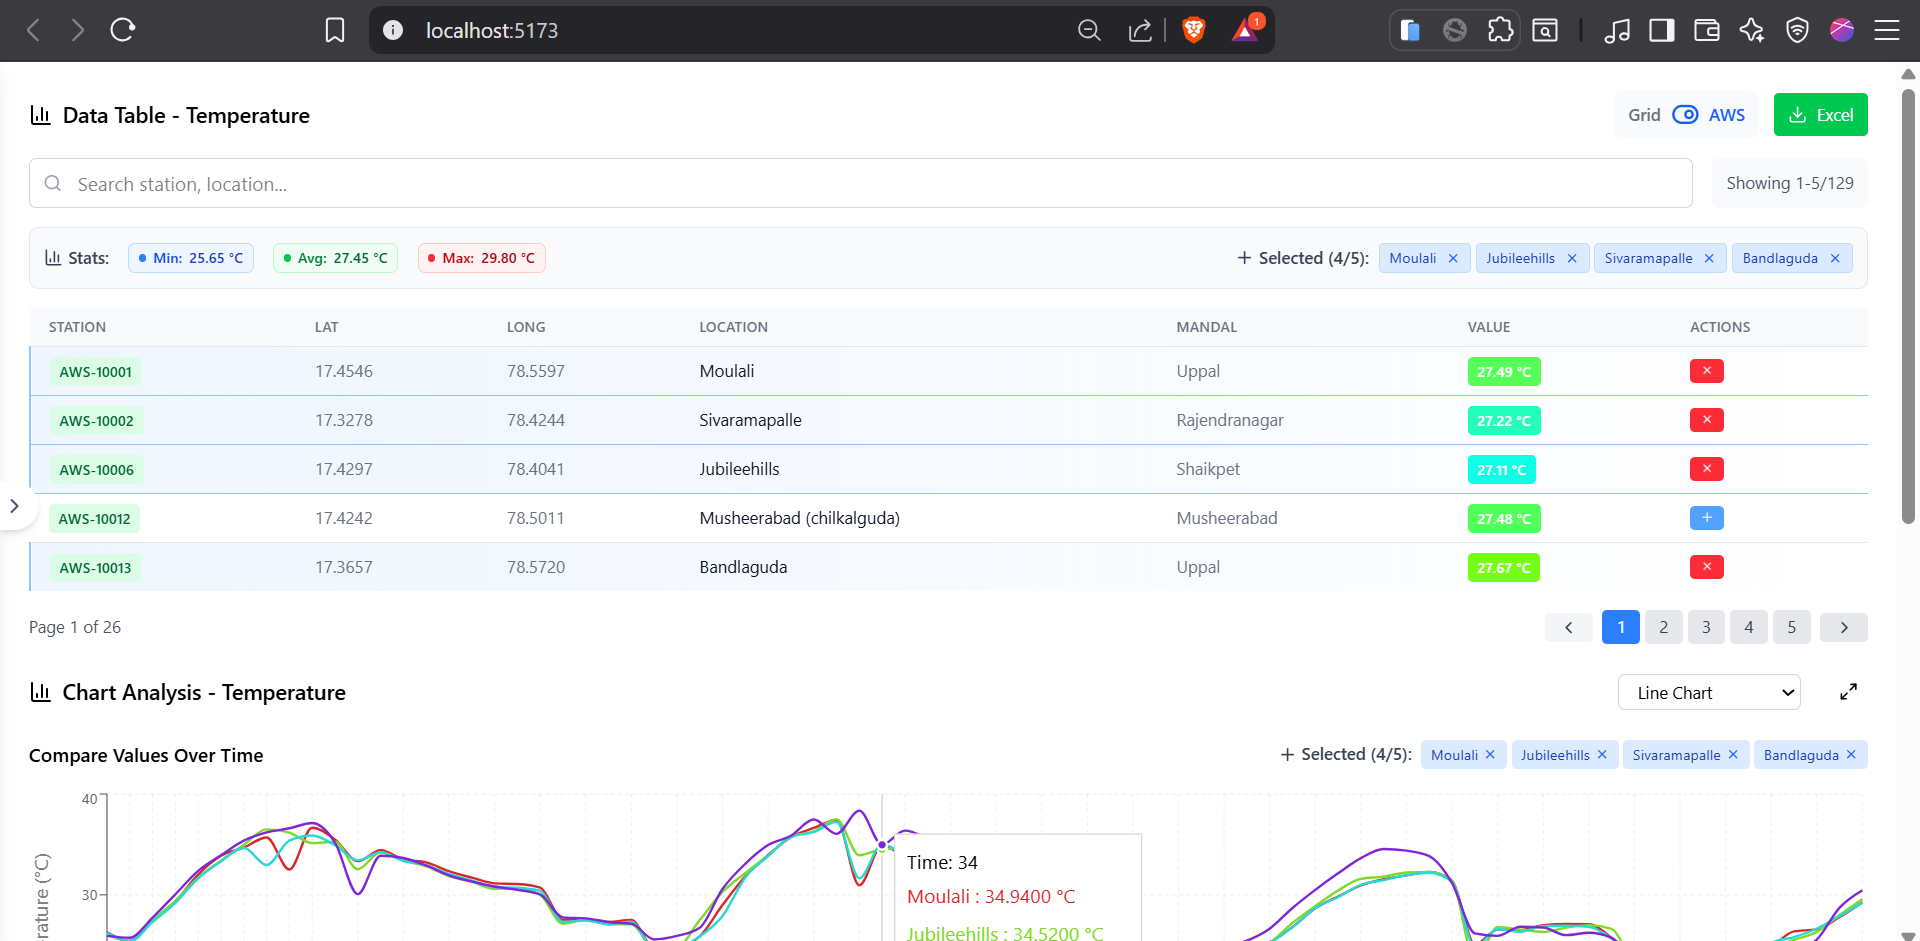 localhost:5173
1
Data Table - Temperature
Grid AWS
Excel
Search station, location...
Showing 1-5/129
Stats: Min: 25.65 °C Avg: 27.45 °C Max: 29.80 °C
+ Selected (4/5): Moulali × Jubileehills × Sivaramapalle × Bandlaguda ×
STATION LAT LONG LOCATION MANDAL VALUE ACTIONS
AWS-10001 17.4546 78.5597 Moulali Uppal 27.49 °C ×
AWS-10002 17.3278 78.4244 Sivaramapalle Rajendranagar 27.22 °C ×
AWS-10006 17.4297 78.4041 Jubileehills Shaikpet 27.11 °C ×
AWS-10012 17.4242 78.5011 Musheerabad (chilkalguda) Musheerabad 27.48 °C +
AWS-10013 17.3657 78.5720 Bandlaguda Uppal 27.67 °C ×
Page 1 of 26
1 2 3 4 5
Chart Analysis - Temperature
Line Chart
Compare Values Over Time
+ Selected (4/5): Moulali × Jubileehills × Sivaramapalle × Bandlaguda ×
40
30
erature (°C)
Time: 34
Moulali : 34.9400 °C
Jubileehills : 34.5200 °C